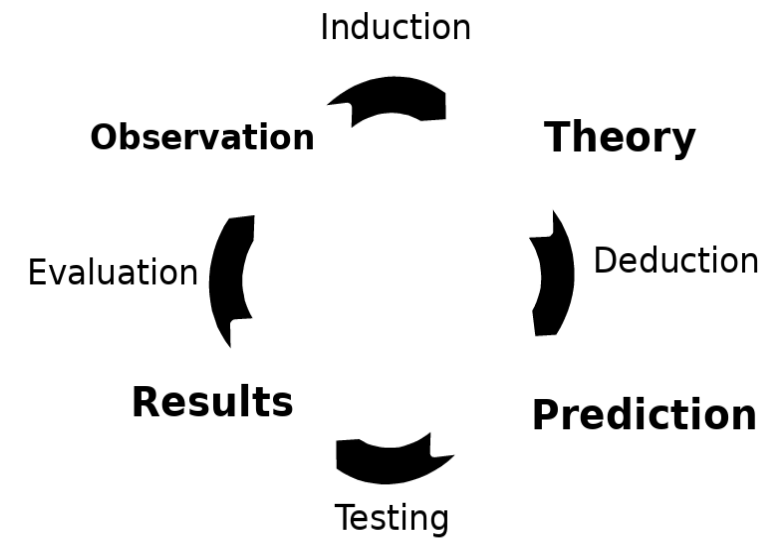 Induction
Observation
Theory
Evaluation
Deduction
Results
Prediction
Testing